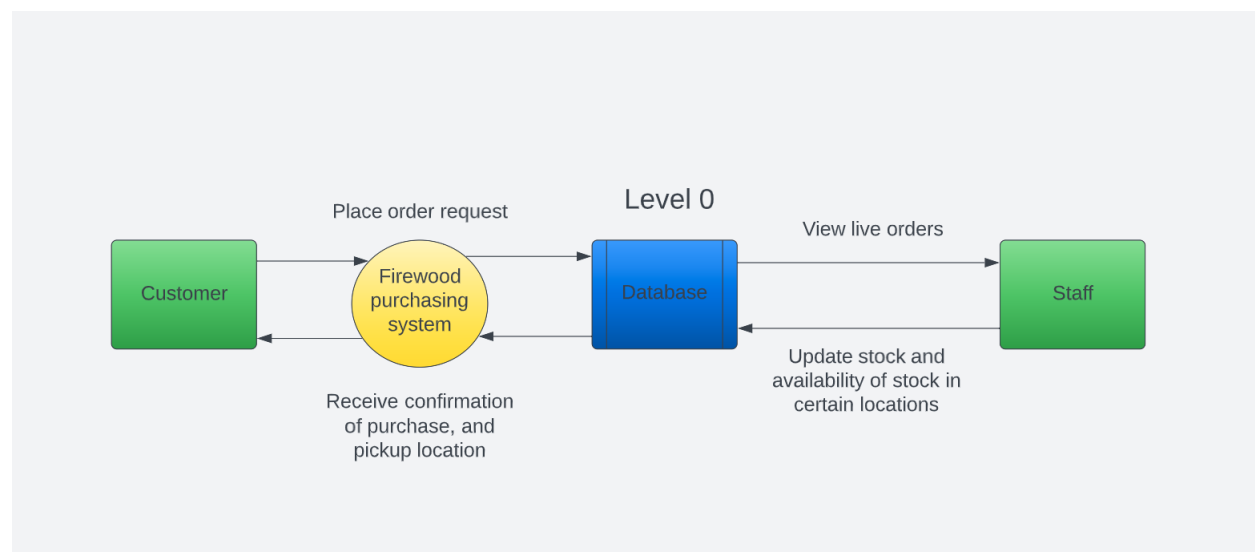 Level 0
Place order request
View live orders
Customer
Firewood
purchasing
system
Database
Staff
Receive confirmation
of purchase, and
pickup location
Update stock and
availability of stock in
certain locations